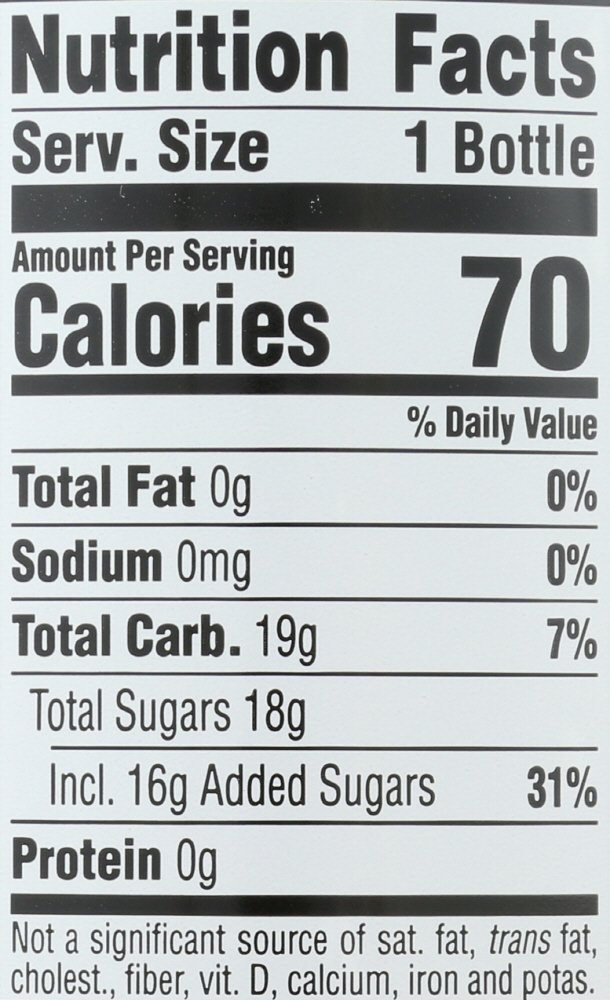 Nutrition Facts
Serv. Size 1 Bottle
Amount Per Serving
Calories 70
% Daily Value
Total Fat 0g 0%
Sodium 0mg 0%
Total Carb. 19g 7%
Total Sugars 18g
Incl. 16g Added Sugars 31%
Protein 0g
Not a significant source of sat. fat, trans fat,
cholest., fiber, vit. D, calcium, iron and potas.